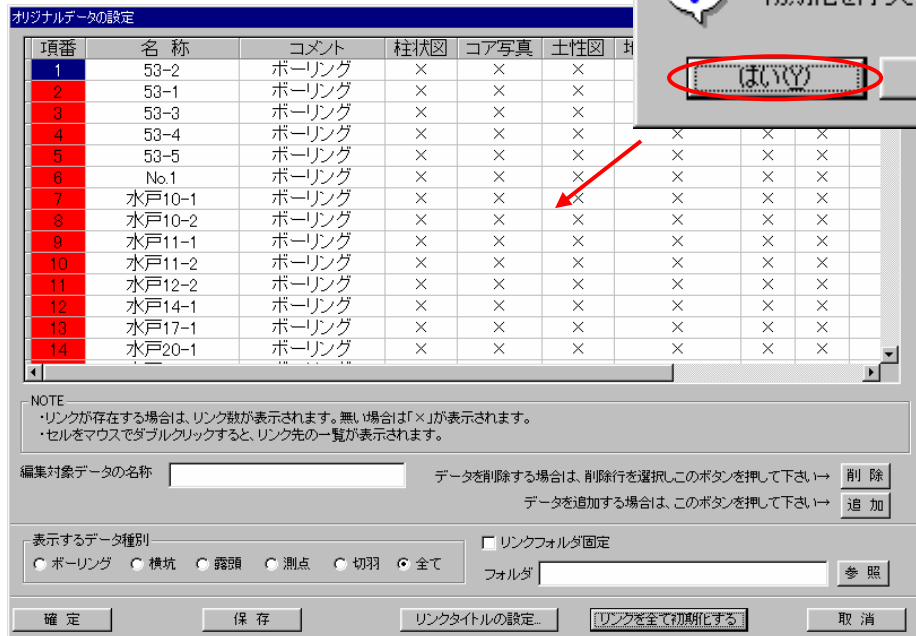 オリジナルデータの設定
はい(Y)
項番 名 称 コメント 柱状図 コア写真 土性図
1 53-2 ボーリング × × ×
2 53-1 ボーリング × × ×
3 53-3 ボーリング × × ×
4 53-4 ボーリング × × × × × ×
5 53-5 ボーリング × × × × × ×
6 No.1 ボーリング × × × × × ×
7 水戸10-1 ボーリング × × × × × ×
8 水戸10-2 ボーリング × × × × × ×
9 水戸11-1 ボーリング × × × × × ×
10 水戸11-2 ボーリング × × × × × ×
11 水戸12-2 ボーリング × × × × × ×
12 水戸14-1 ボーリング × × × × × ×
13 水戸17-1 ボーリング × × × × × ×
14 水戸20-1 ボーリング × × × × × ×
NOTE
・リンクが存在する場合は、リンク数が表示されます。無い場合は「×」が表示されます。
・セルをマウスでダブルクリックすると、リンク先の一覧が表示されます。
編集対象データの名称
データを削除する場合は、削除行を選択しこのボタンを押して下さい→ 削 除
データを追加する場合は、このボタンを押して下さい→ 追 加
表示するデータ種別
ボーリング 横坑 露頭 測点 切羽 全て
リンクフォルダ固定
フォルダ 参 照
確 定 保 存 リンクタイトルの設定... リンクを全て初期化する 取 消